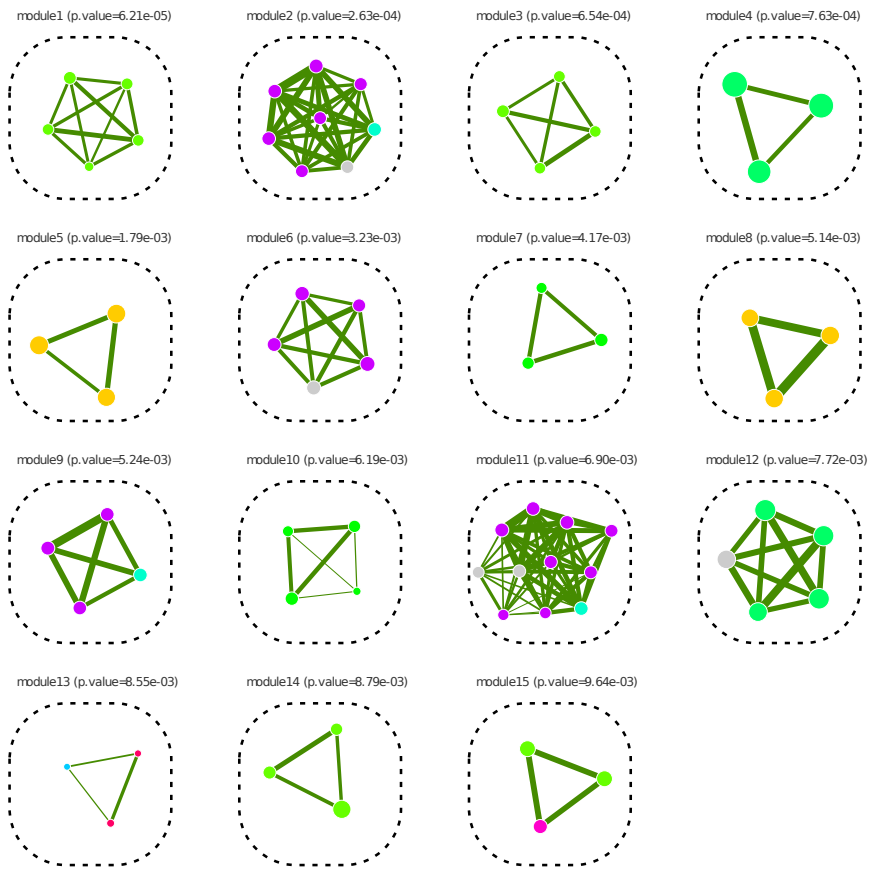 module1 (p.value=6.21e-05)
module2 (p.value=2.63e-04)
module3 (p.value=6.54e-04)
module4 (p.value=7.63e-04)
module5 (p.value=1.79e-03)
module6 (p.value=3.23e-03)
module7 (p.value=4.17e-03)
module8 (p.value=5.14e-03)
module9 (p.value=5.24e-03)
module10 (p.value=6.19e-03)
module11 (p.value=6.90e-03)
module12 (p.value=7.72e-03)
module13 (p.value=8.55e-03)
module14 (p.value=8.79e-03)
module15 (p.value=9.64e-03)